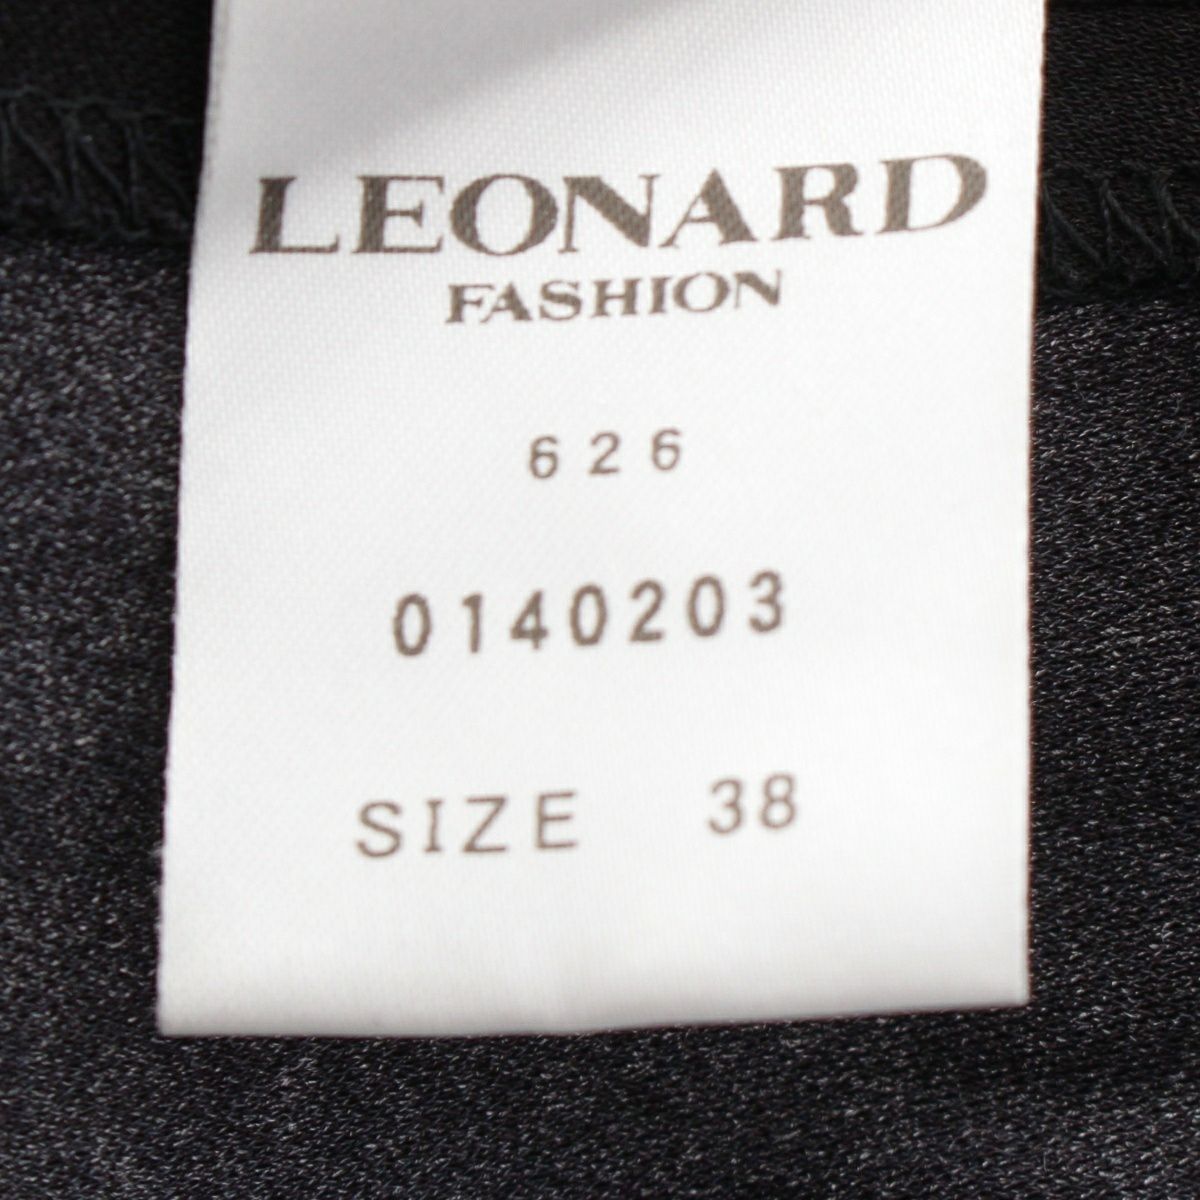 LEONARD
FASHION
626
0140203
SIZE 38